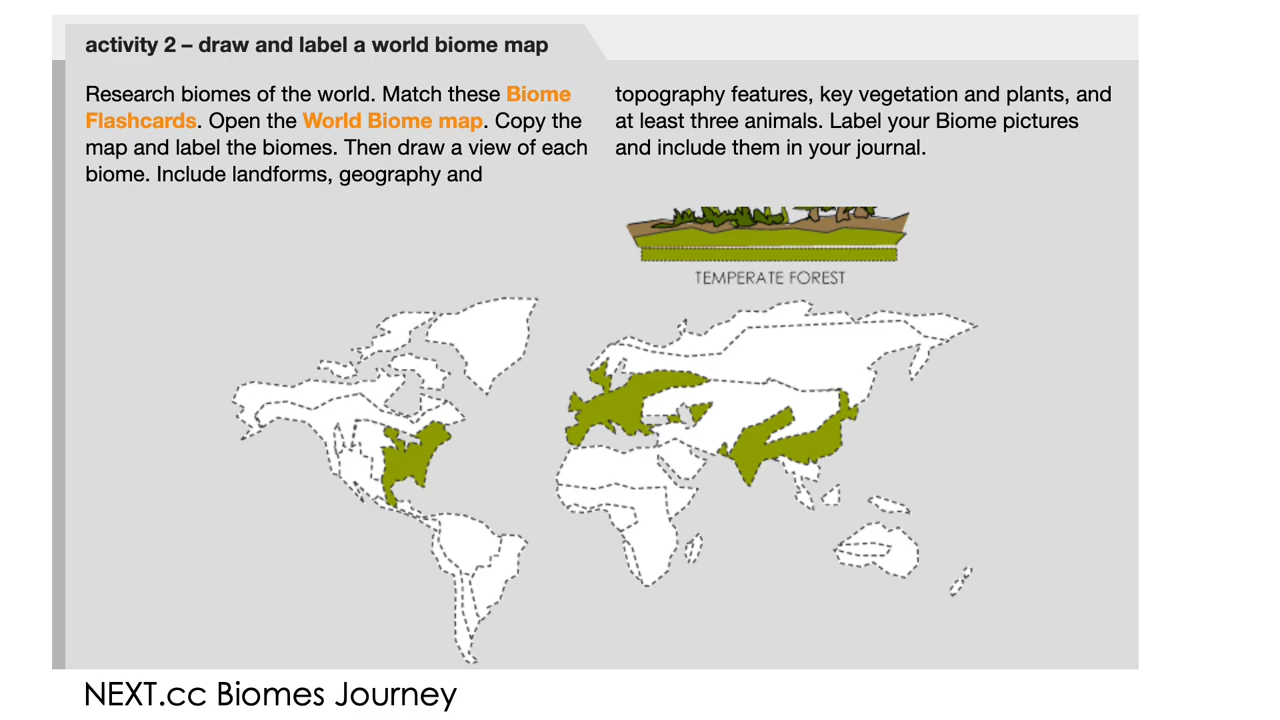 activity 2 – draw and label a world biome map
Research biomes of the world. Match these Biome
Flashcards. Open the World Biome map. Copy the
map and label the biomes. Then draw a view of each
biome. Include landforms, geography and
topography features, key vegetation and plants, and
at least three animals. Label your Biome pictures
and include them in your journal.
TEMPERATE FOREST
NEXT.cc Biomes Journey